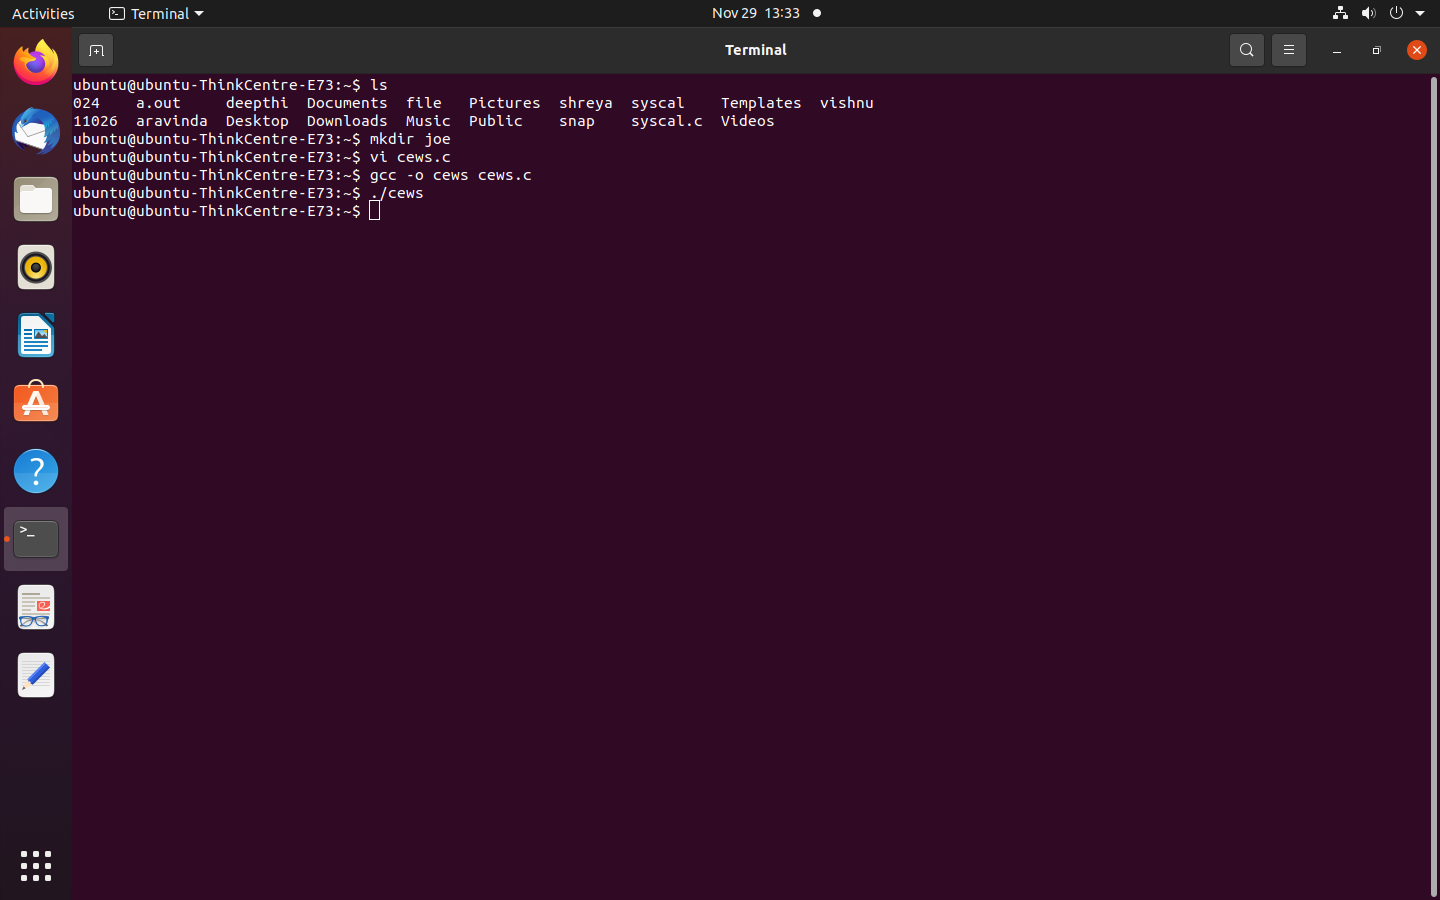 Activities Terminal Nov 29 13:33
Terminal
ubuntu@ubuntu-ThinkCentre-E73:~$ ls
024 a.out deepthi Documents file Pictures shreya syscal Templates vishnu
11026 aravinda Desktop Downloads Music Public snap syscal.c Videos
ubuntu@ubuntu-ThinkCentre-E73:~$ mkdir joe
ubuntu@ubuntu-ThinkCentre-E73:~$ vi cews.c
ubuntu@ubuntu-ThinkCentre-E73:~$ gcc -o cews cews.c
ubuntu@ubuntu-ThinkCentre-E73:~$ ./cews
ubuntu@ubuntu-ThinkCentre-E73:~$